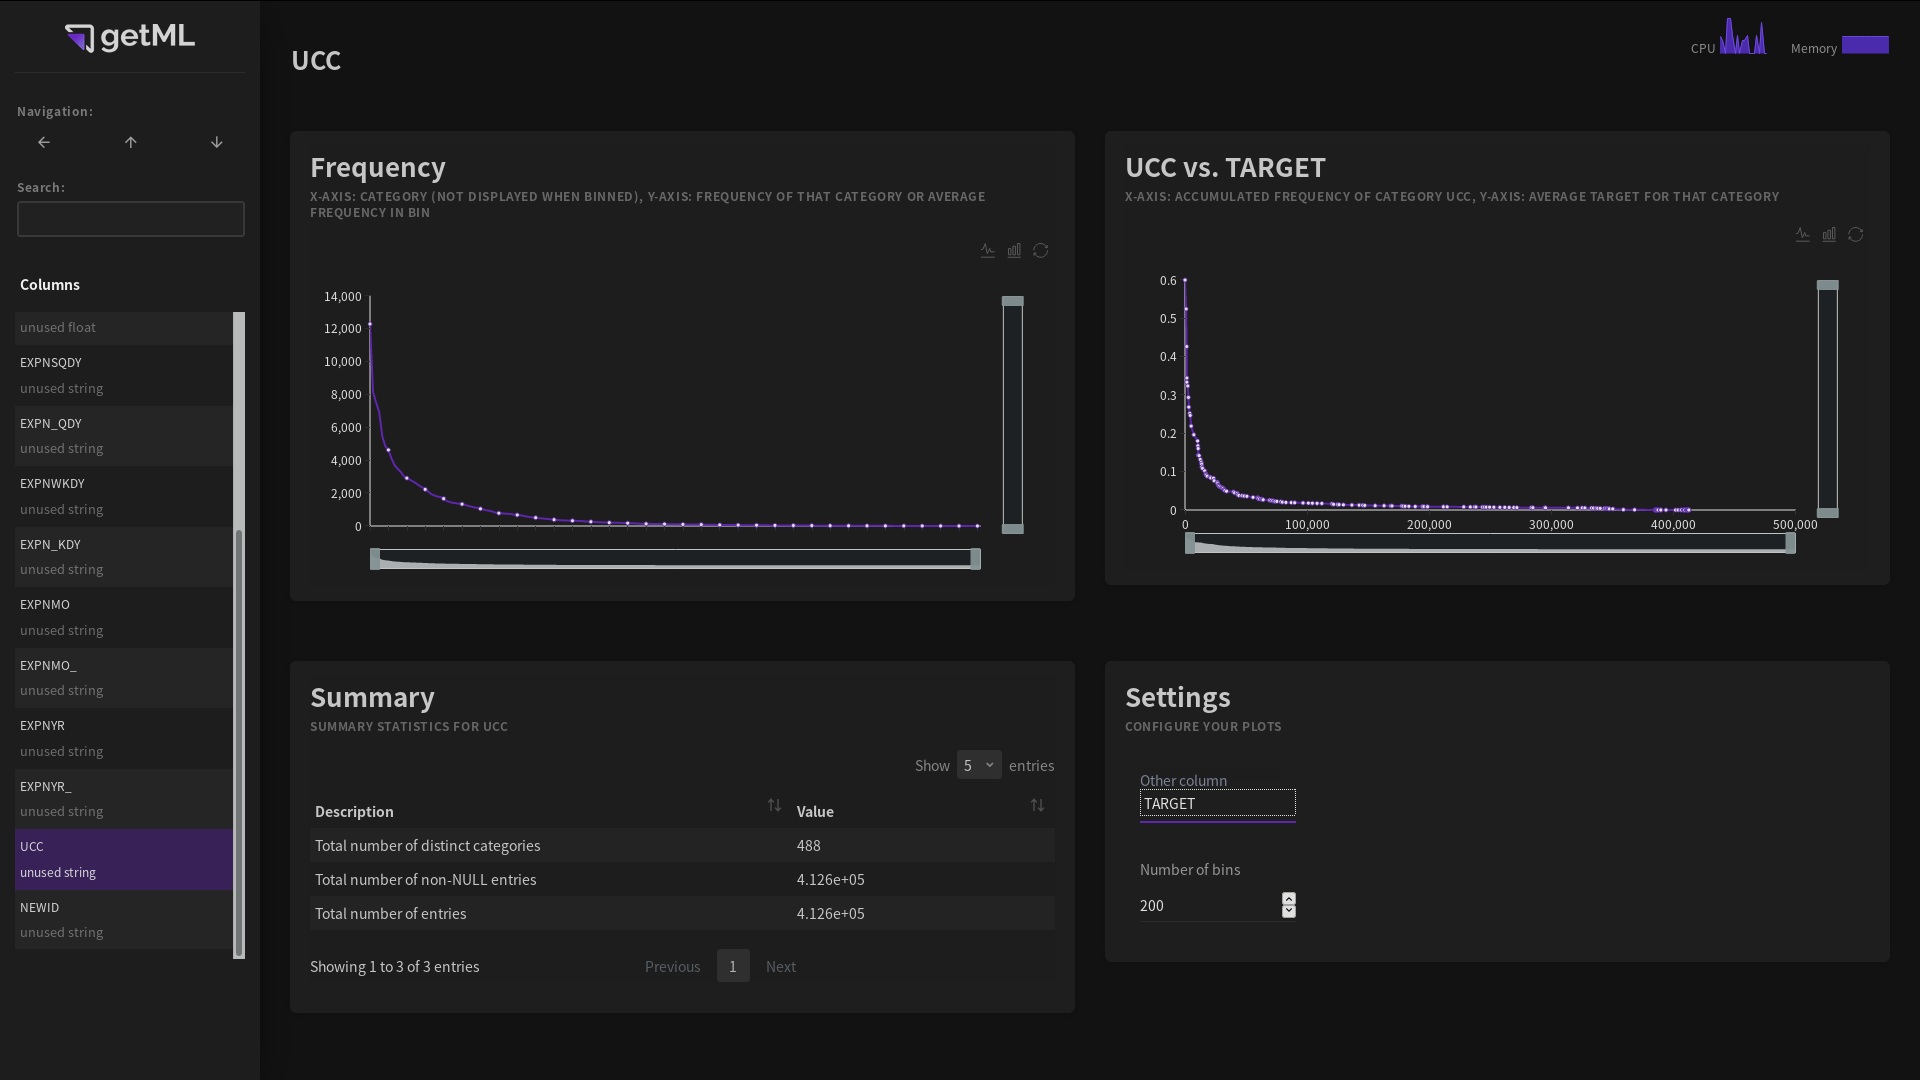 getML
Navigation:
Search:
Columns
unused float
EXPNSQDY
unused string
EXPN_QDY
unused string
EXPNWKDY
unused string
EXPN_KDY
unused string
EXPNMO
unused string
EXPNMO_
unused string
EXPNYR
unused string
EXPNYR_
unused string
UCC
unused string
NEWID
unused string
UCC
CPU
Memory
Frequency
X-AXIS: CATEGORY (NOT DISPLAYED WHEN BINNED), Y-AXIS: FREQUENCY OF THAT CATEGORY OR AVERAGE
FREQUENCY IN BIN
14,000
12,000
10,000
8,000
6,000
4,000
2,000
0
UCC vs. TARGET
X-AXIS: ACCUMULATED FREQUENCY OF CATEGORY UCC, Y-AXIS: AVERAGE TARGET FOR THAT CATEGORY
0.6
0.5
0.4
0.3
0.2
0.1
0
0 100,000 200,000 300,000 400,000 500,000
Summary
SUMMARY STATISTICS FOR UCC
Show 5 entries
Description Value
Total number of distinct categories 488
Total number of non-NULL entries 4.126e+05
Total number of entries 4.126e+05
Showing 1 to 3 of 3 entries Previous 1 Next
Settings
CONFIGURE YOUR PLOTS
Other column
TARGET
Number of bins
200